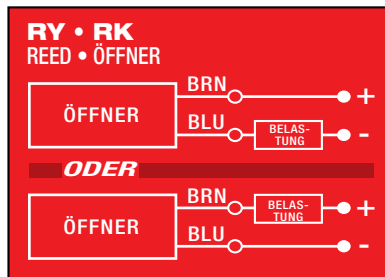 RY • RK
REED • ÖFFNER
BRN
+
ÖFFNER
BLU
BELAS-
TUNG
-
ODER
BRN
BELAS-
TUNG
+
ÖFFNER
BLU
-